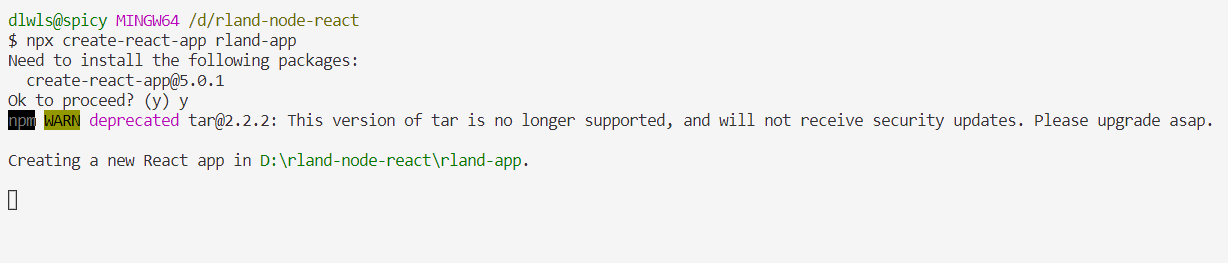 dlwls@spicy MINGW64 /d/rland-node-react
$ npx create-react-app rland-app
Need to install the following packages:
  create-react-app@5.0.1
Ok to proceed? (y) y
npm WARN deprecated tar@2.2.2: This version of tar is no longer supported, and will not receive security updates. Please upgrade asap.
Creating a new React app in D:\rland-node-react\rland-app.